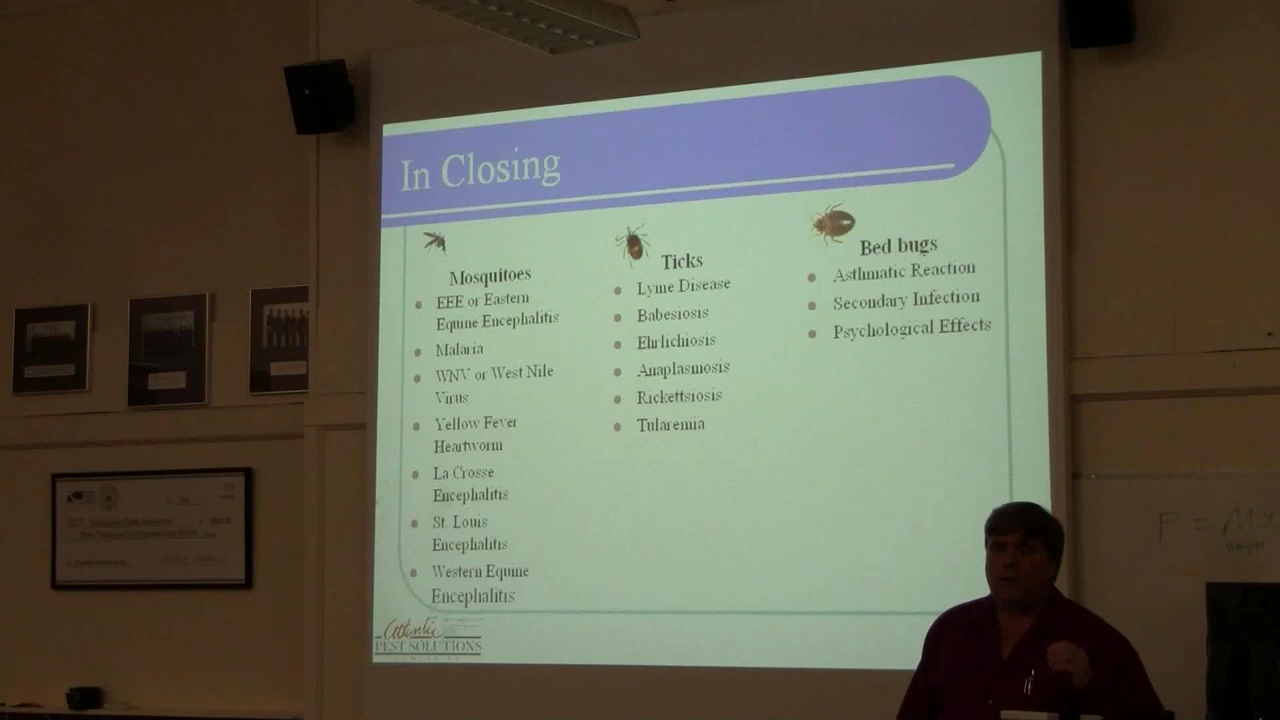 In Closing
Mosquitoes
EEE or Eastern
Equine Encephalitis
Malaria
WNV or West Nile
Virus
Yellow Fever
Heartworm
La Crosse
Encephalitis
St. Louis
Encephalitis
Western Equine
Encephalitis
Ticks
Lyme Disease
Babesiosis
Ehrlichiosis
Anaplasmosis
Rickettsiosis
Tularemia
Bed bugs
Asthmatic Reaction
Secondary Infection
Psychological Effects
Atlantic
PEST SOLUTIONS
F = M